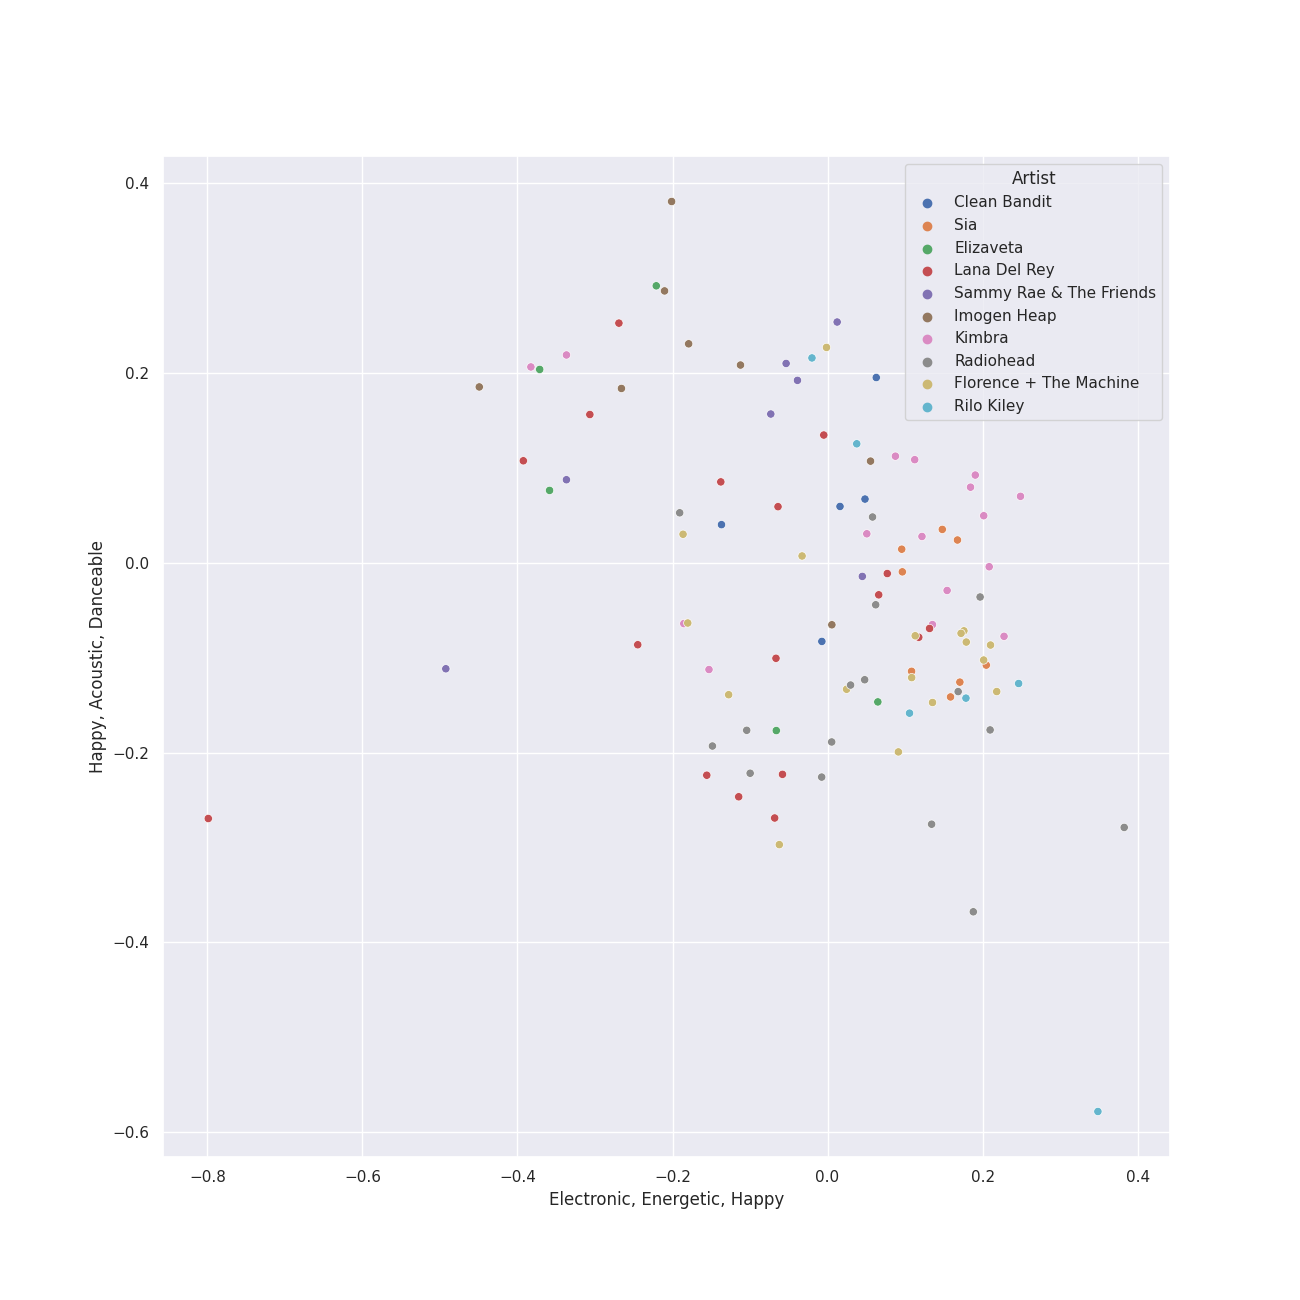 Artist
Clean Bandit
Sia
Elizaveta
Lana Del Rey
Sammy Rae & The Friends
Imogen Heap
Kimbra
Radiohead
Florence + The Machine
Rilo Kiley
0.4
0.2
0.0
−0.2
−0.4
−0.6
Happy, Acoustic, Danceable
−0.8
−0.6
−0.4
−0.2
0.0
0.2
0.4
Electronic, Energetic, Happy